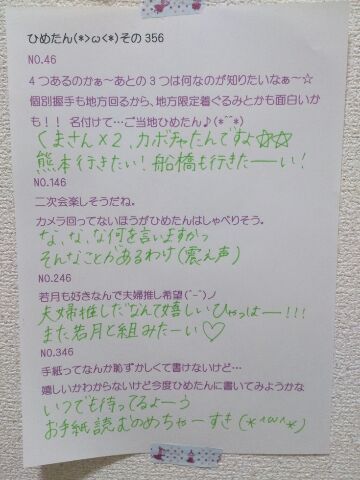 ひめたん(*>ω<*)その356
NO.46
4つあるのかぁ～あとの3つは何なのが知りたいなぁ～☆
個別握手も地方回るから、地方限定着ぐるみとかも面白いか
も！！名付けて…ご当地ひめたん♪(*^^*)
くまさん×2、カボチャたんですよ☆☆
熊本行きたい！船橋も行きたーーい！
NO.146
二次会楽しそうだね。
カメラ回ってないほうがひめたんはしゃべりそう。
な、な、な何を言いますかっ
そんなことがあるわけ(震え声)
NO.246
若月も好きなんで夫婦推し希望(^-^)ノ
夫婦推しだなんて嬉しいひゃっはー!!!
また若月と組みたーい♡
NO.346
手紙ってなんか恥ずかしくて書けないけど…
嬉しいかわからないけど今度ひめたんに書いてみようかな
いつでも待ってるよーう
お手紙読むのめちゃーすき(*^ω^*)